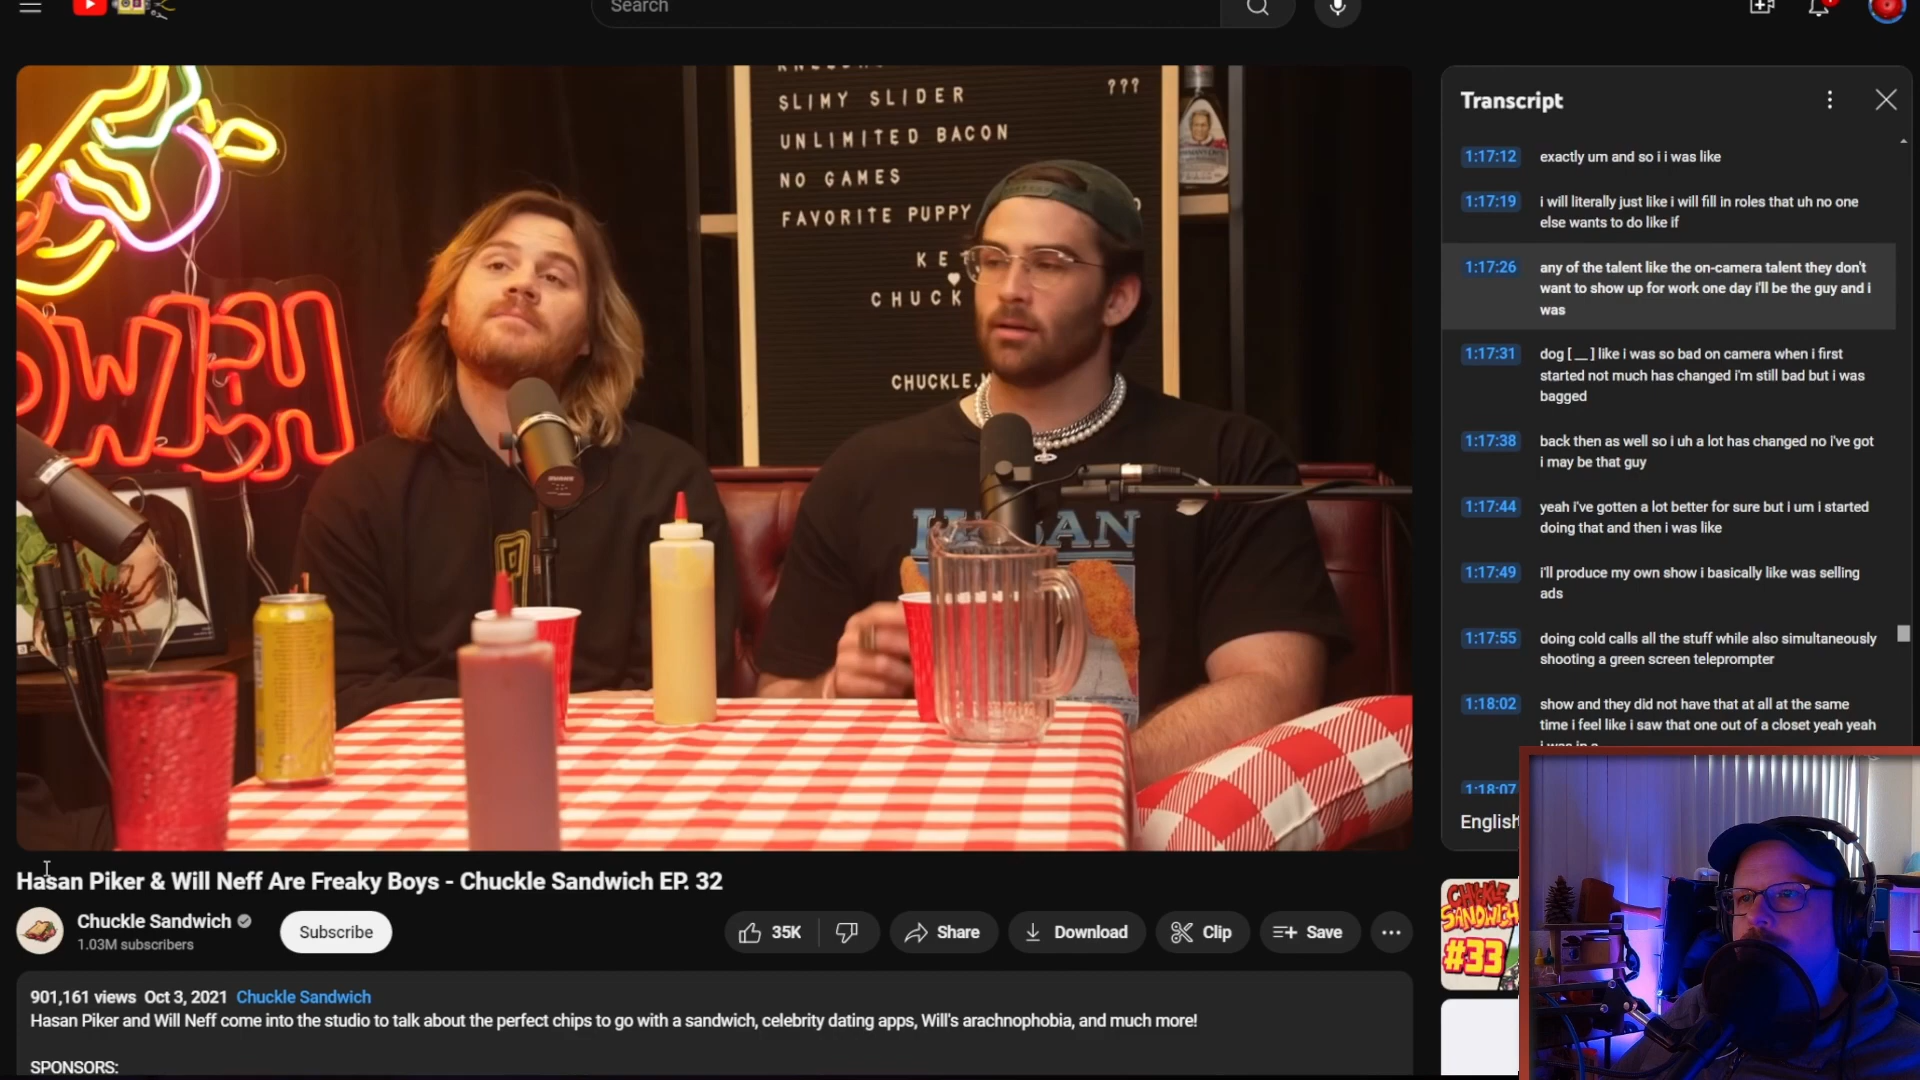 Search
SLIMY SLIDER
???
UNLIMITED BACON
NO GAMES
FAVORITE PUPPY
CHUCK
CHUCKLE.
Transcript
1:17:12 exactly um and so i i was like
1:17:19 i will literally just like i will fill in roles that uh no one
else wants to do like if
1:17:26 any of the talent like the on-camera talent they don't
want to show up for work one day i'll be the guy and i
was
1:17:31 dog [ __ ] like i was so bad on camera when i first
started not much has changed i'm still bad but i was
bagged
1:17:38 back then as well so i uh a lot has changed no i've got
i may be that guy
1:17:44 yeah i've gotten a lot better for sure but i um i started
doing that and then i was like
1:17:49 i'll produce my own show i basically like was selling
ads
1:17:55 doing cold calls all the stuff while also simultaneously
shooting a green screen teleprompter
1:18:02 show and they did not have that at all at the same
time i feel like i saw that one out of a closet yeah yeah
1:18:07
English
Hasan Piker & Will Neff Are Freaky Boys - Chuckle Sandwich EP. 32
Chuckle Sandwich
1.03M subscribers
Subscribe
35K
Share
Download
Clip
Save
CHUCKLE
SANDWICH
#33
901,161 views Oct 3, 2021 Chuckle Sandwich
Hasan Piker and Will Neff come into the studio to talk about the perfect chips to go with a sandwich, celebrity dating apps, Will's arachnophobia, and much more!
SPONSORS: